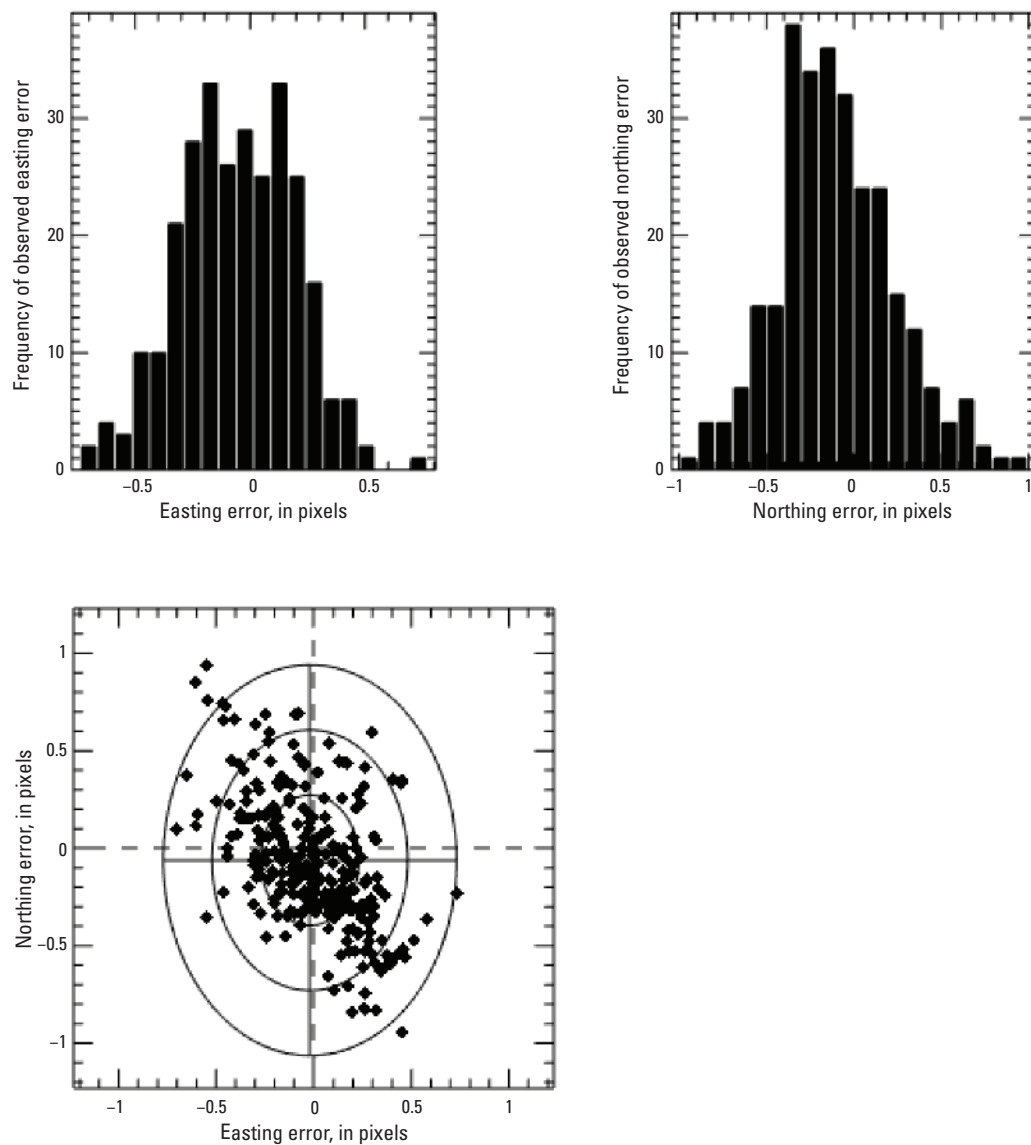 Frequency of observed easting error
30
20
10
0
−0.5 0 0.5
Easting error, in pixels
Frequency of observed northing error
30
20
10
0
−1 −0.5 0 0.5 1
Northing error, in pixels
Northing error, in pixels
1
0.5
0
−0.5
−1
−1 −0.5 0 0.5 1
Easting error, in pixels